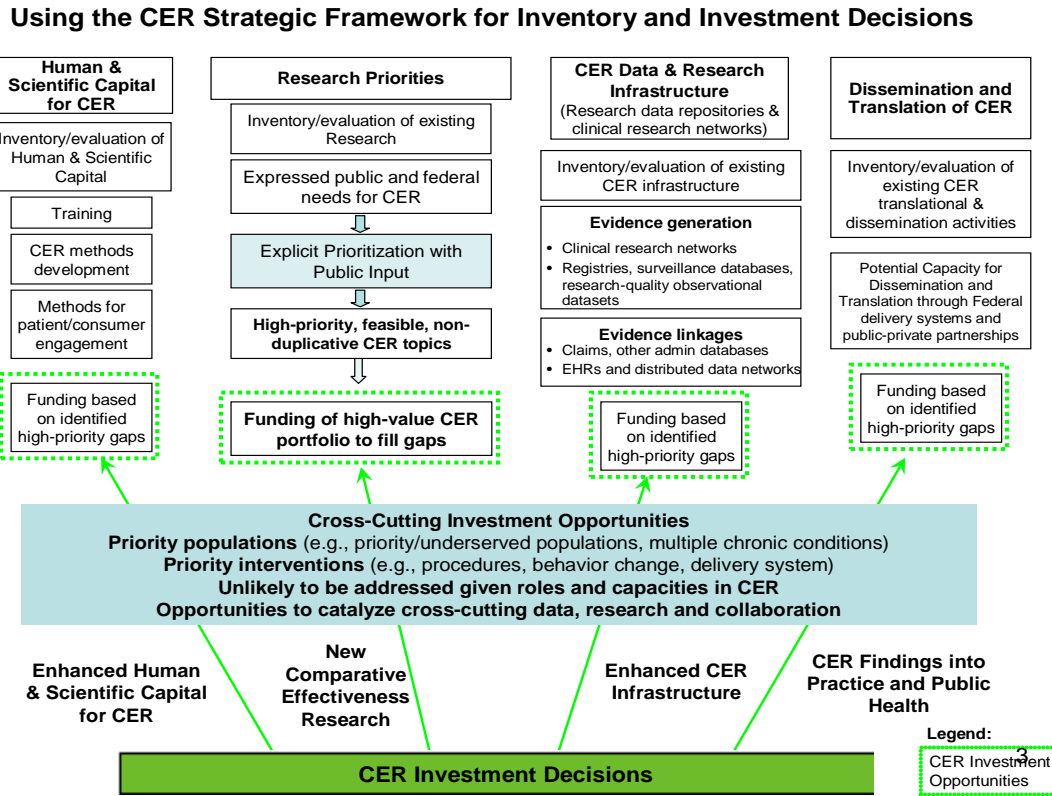 Using the CER Strategic Framework for Inventory and Investment Decisions
Human &
Scientific Capital
for CER
Inventory/evaluation of
Human & Scientific
Capital
Training
CER methods
development
Methods for
patient/consumer
engagement
Funding based
on identified
high-priority gaps
Research Priorities
Inventory/evaluation of existing
Research
Expressed public and federal
needs for CER
Explicit Prioritization with
Public Input
High-priority, feasible, non-
duplicative CER topics
Funding of high-value CER
portfolio to fill gaps
CER Data & Research
Infrastructure
(Research data repositories &
clinical research networks)
Inventory/evaluation of existing
CER infrastructure
Evidence generation
• Clinical research networks
• Registries, surveillance databases,
research-quality observational
datasets
Evidence linkages
• Claims, other admin databases
• EHRs and distributed data networks
Funding based
on identified
high-priority gaps
Dissemination and
Translation of CER
Inventory/evaluation of
existing CER
translational &
dissemination activities
Potential Capacity for
Dissemination and
Translation through Federal
delivery systems and
public-private partnerships
Funding based
on identified
high-priority gaps
Cross-Cutting Investment Opportunities
Priority populations (e.g., priority/underserved populations, multiple chronic conditions)
Priority interventions (e.g., procedures, behavior change, delivery system)
Unlikely to be addressed given roles and capacities in CER
Opportunities to catalyze cross-cutting data, research and collaboration
Enhanced Human
& Scientific Capital
for CER
New
Comparative
Effectiveness
Research
Enhanced CER
Infrastructure
CER Findings into
Practice and Public
Health
CER Investment Decisions
Legend:
CER Investment
Opportunities
3